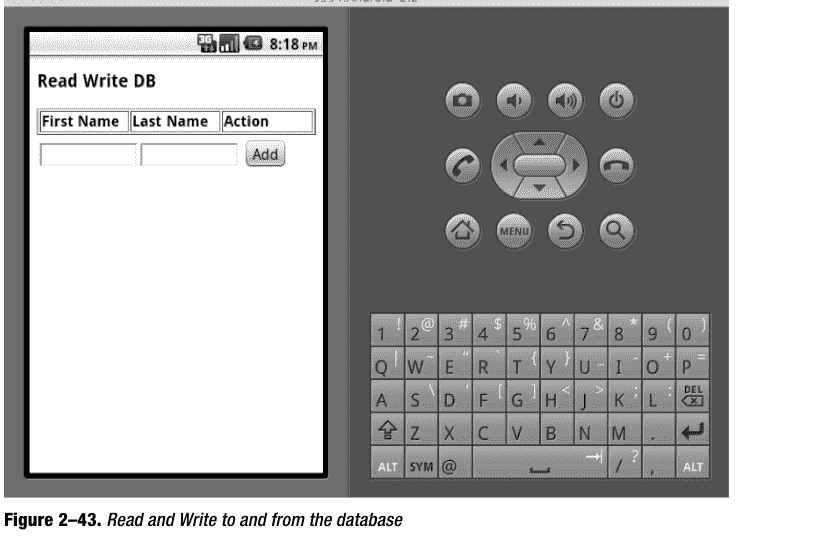 3G 8:18 PM
Read Write DB
First Name Last Name Action
Add
MENU
1 ! 2 @ 3 # 4 $ 5 % 6 ^ 7 & 8 * 9 ( 0 )
Q | W ~ E " R ` T { Y } U _ I - O + P =
A S \ D ' F [ G ] H < J > K ; L : DEL
Z X C V B N M .
ALT SYM @ / ? , ALT
Figure 2–43. Read and Write to and from the database